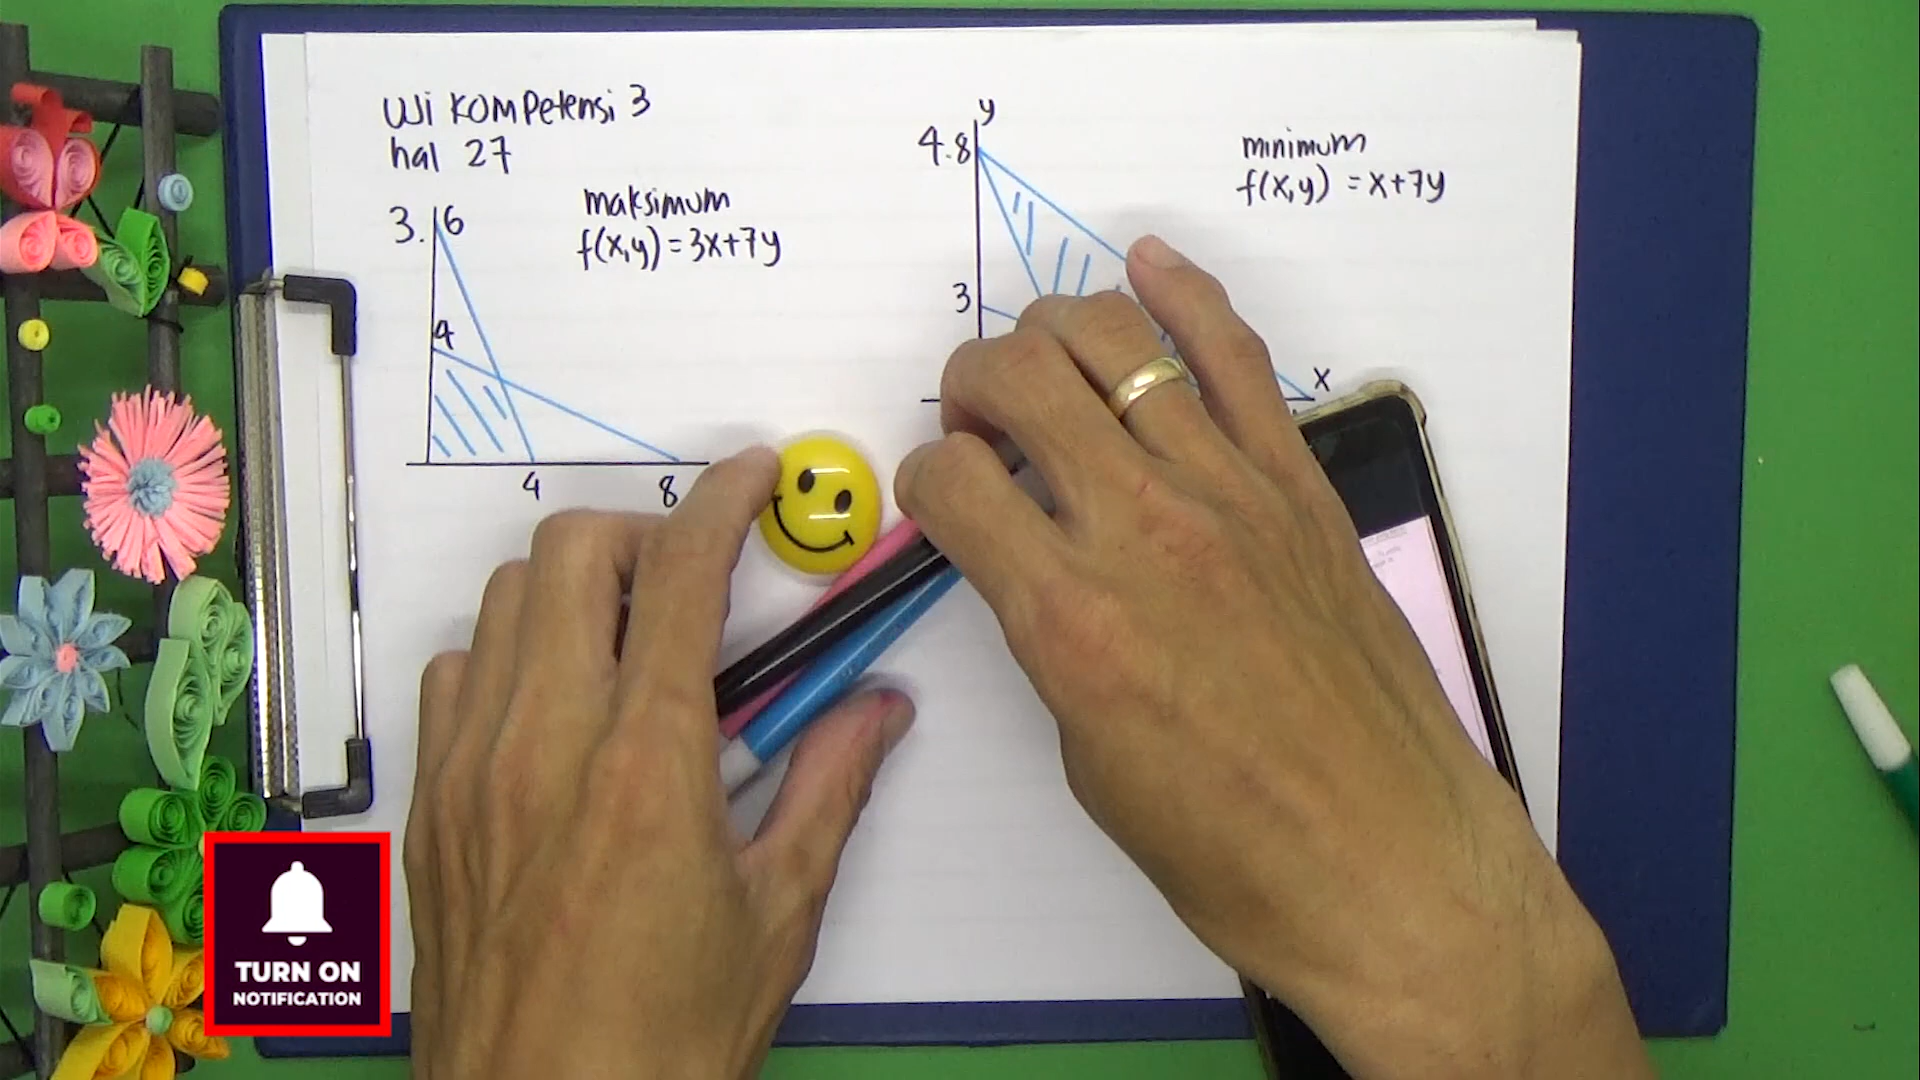 UJi KOMPetensi 3
hal 27
3. 6
maksimum
f(x,y) = 3x+7y
4
4 8
y
4. 8
minimum
f(x,y) = x+7y
3
x
TURN ON
NOTIFICATION